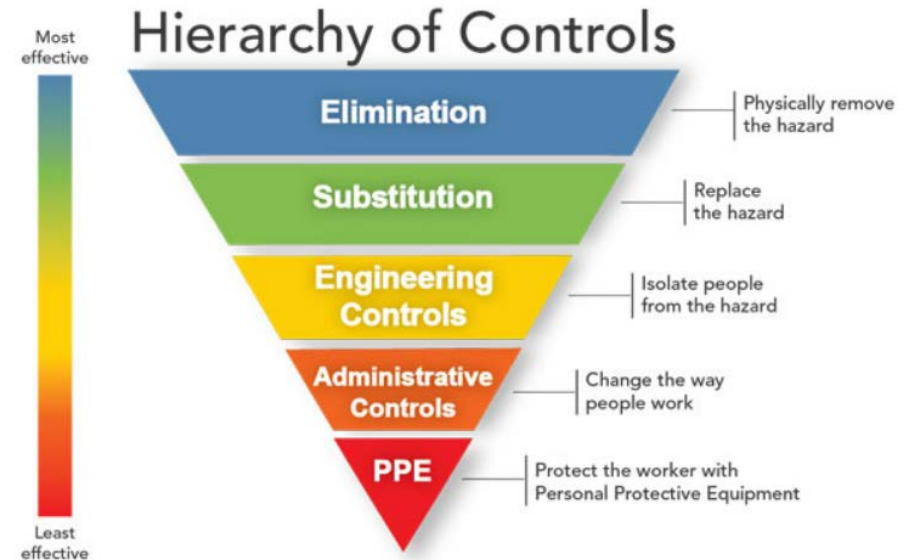 Hierarchy of Controls
Most
effective
Elimination
Physically remove
the hazard
Substitution
Replace
the hazard
Engineering
Controls
Isolate people
from the hazard
Administrative
Controls
Change the way
people work
PPE
Protect the worker with
Personal Protective Equipment
Least
effective